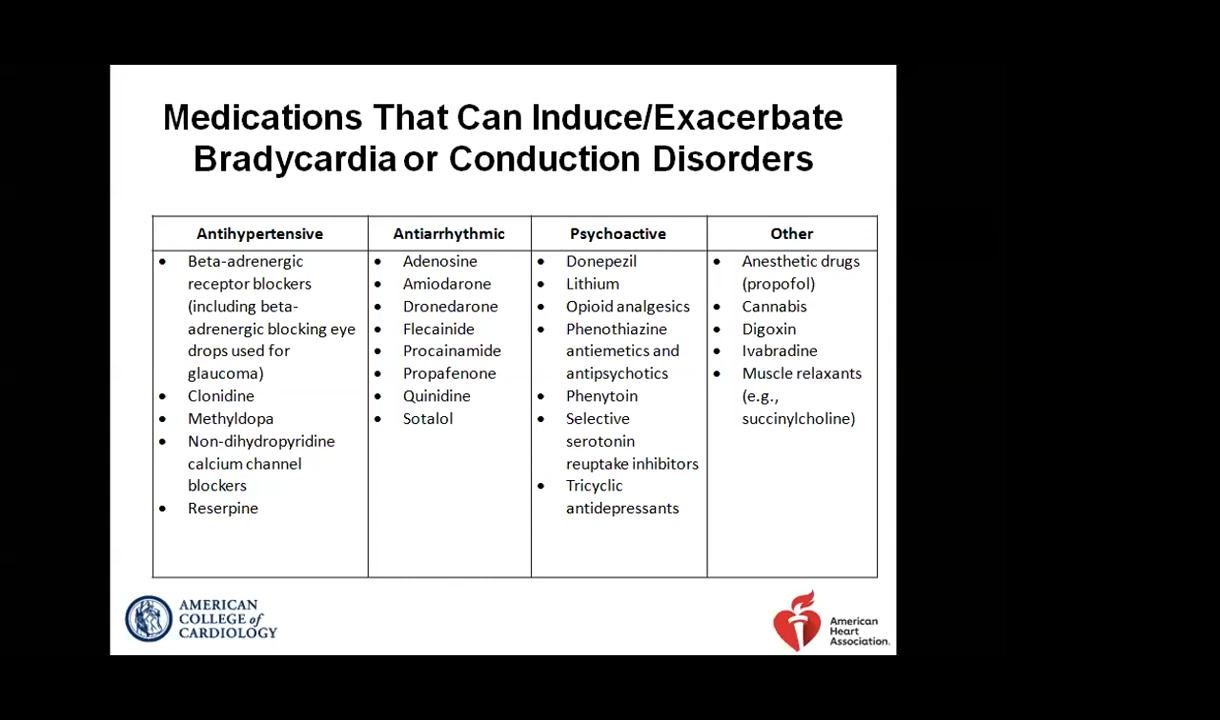 Medications That Can Induce/Exacerbate
Bradycardia or Conduction Disorders
Antihypertensive
• Beta-adrenergic
receptor blockers
(including beta-
adrenergic blocking eye
drops used for
glaucoma)
• Clonidine
• Methyldopa
• Non-dihydropyridine
calcium channel
blockers
• Reserpine
Antiarrhythmic
• Adenosine
• Amiodarone
• Dronedarone
• Flecainide
• Procainamide
• Propafenone
• Quinidine
• Sotalol
Psychoactive
• Donepezil
• Lithium
• Opioid analgesics
• Phenothiazine
antiemetics and
antipsychotics
• Phenytoin
• Selective
serotonin
reuptake inhibitors
• Tricyclic
antidepressants
Other
• Anesthetic drugs
(propofol)
• Cannabis
• Digoxin
• Ivabradine
• Muscle relaxants
(e.g.,
succinylcholine)
AMERICAN
COLLEGE of
CARDIOLOGY
American
Heart
Association.